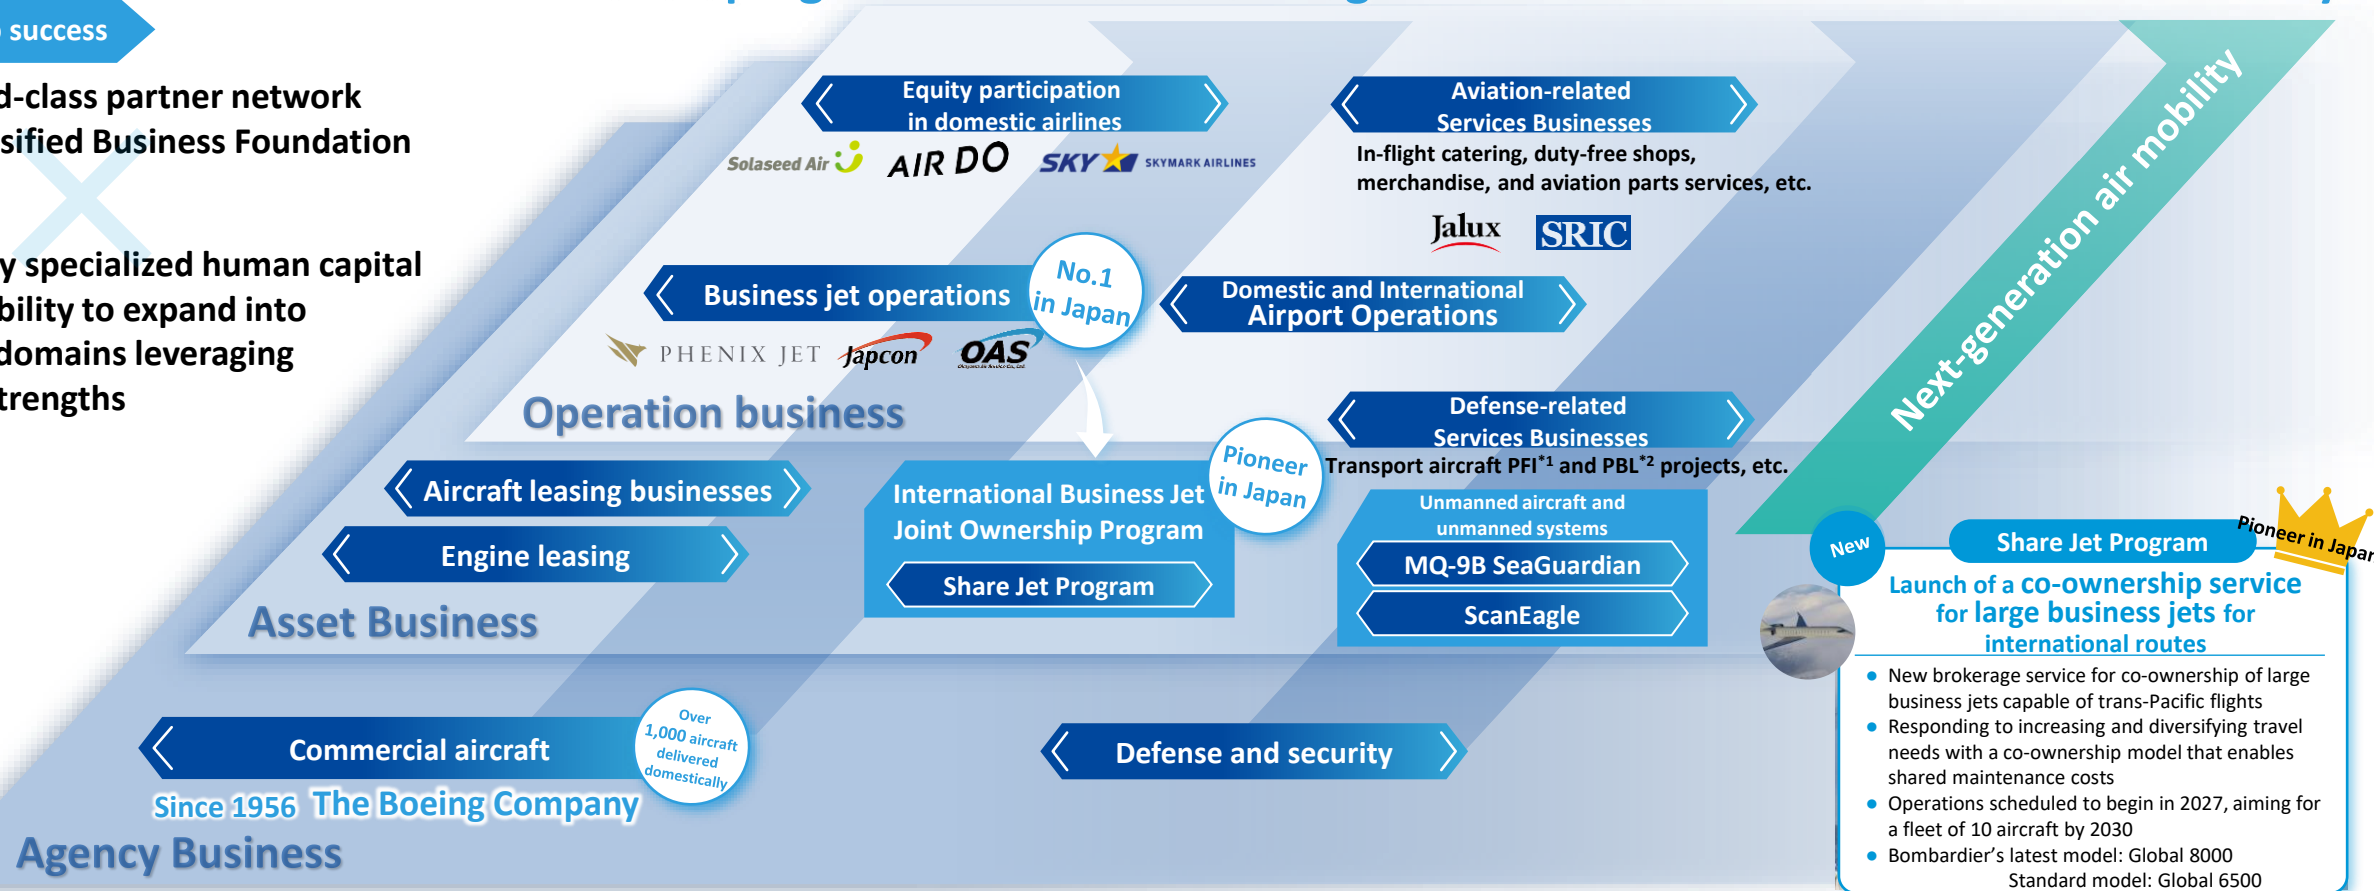 success
d-class partner network
sified Business Foundation
y specialized human capital
bility to expand into
domains leveraging
trengths
Equity participation
in domestic airlines
Solaseed Air
AIR DO
SKY SKYMARK AIRLINES
Aviation-related
Services Businesses
In-flight catering, duty-free shops,
merchandise, and aviation parts services, etc.
Jalux
SRIC
Business jet operations
No.1
in Japan
PHENIX JET
Japcon
OAS
Domestic and International
Airport Operations
Operation business
Next-generation air mobility
Defense-related
Services Businesses
Transport aircraft PFI*1 and PBL*2 projects, etc.
Aircraft leasing businesses
Engine leasing
Asset Business
International Business Jet
Joint Ownership Program
Share Jet Program
Pioneer
in Japan
Unmanned aircraft and
unmanned systems
MQ-9B SeaGuardian
ScanEagle
Commercial aircraft
Over
1,000 aircraft
delivered
domestically
Since 1956 The Boeing Company
Defense and security
Agency Business
New
Share Jet Program
Pioneer in Japan
Launch of a co-ownership service
for large business jets for
international routes
● New brokerage service for co-ownership of large
business jets capable of trans-Pacific flights
● Responding to increasing and diversifying travel
needs with a co-ownership model that enables
shared maintenance costs
● Operations scheduled to begin in 2027, aiming for
a fleet of 10 aircraft by 2030
● Bombardier's latest model: Global 8000
Standard model: Global 6500